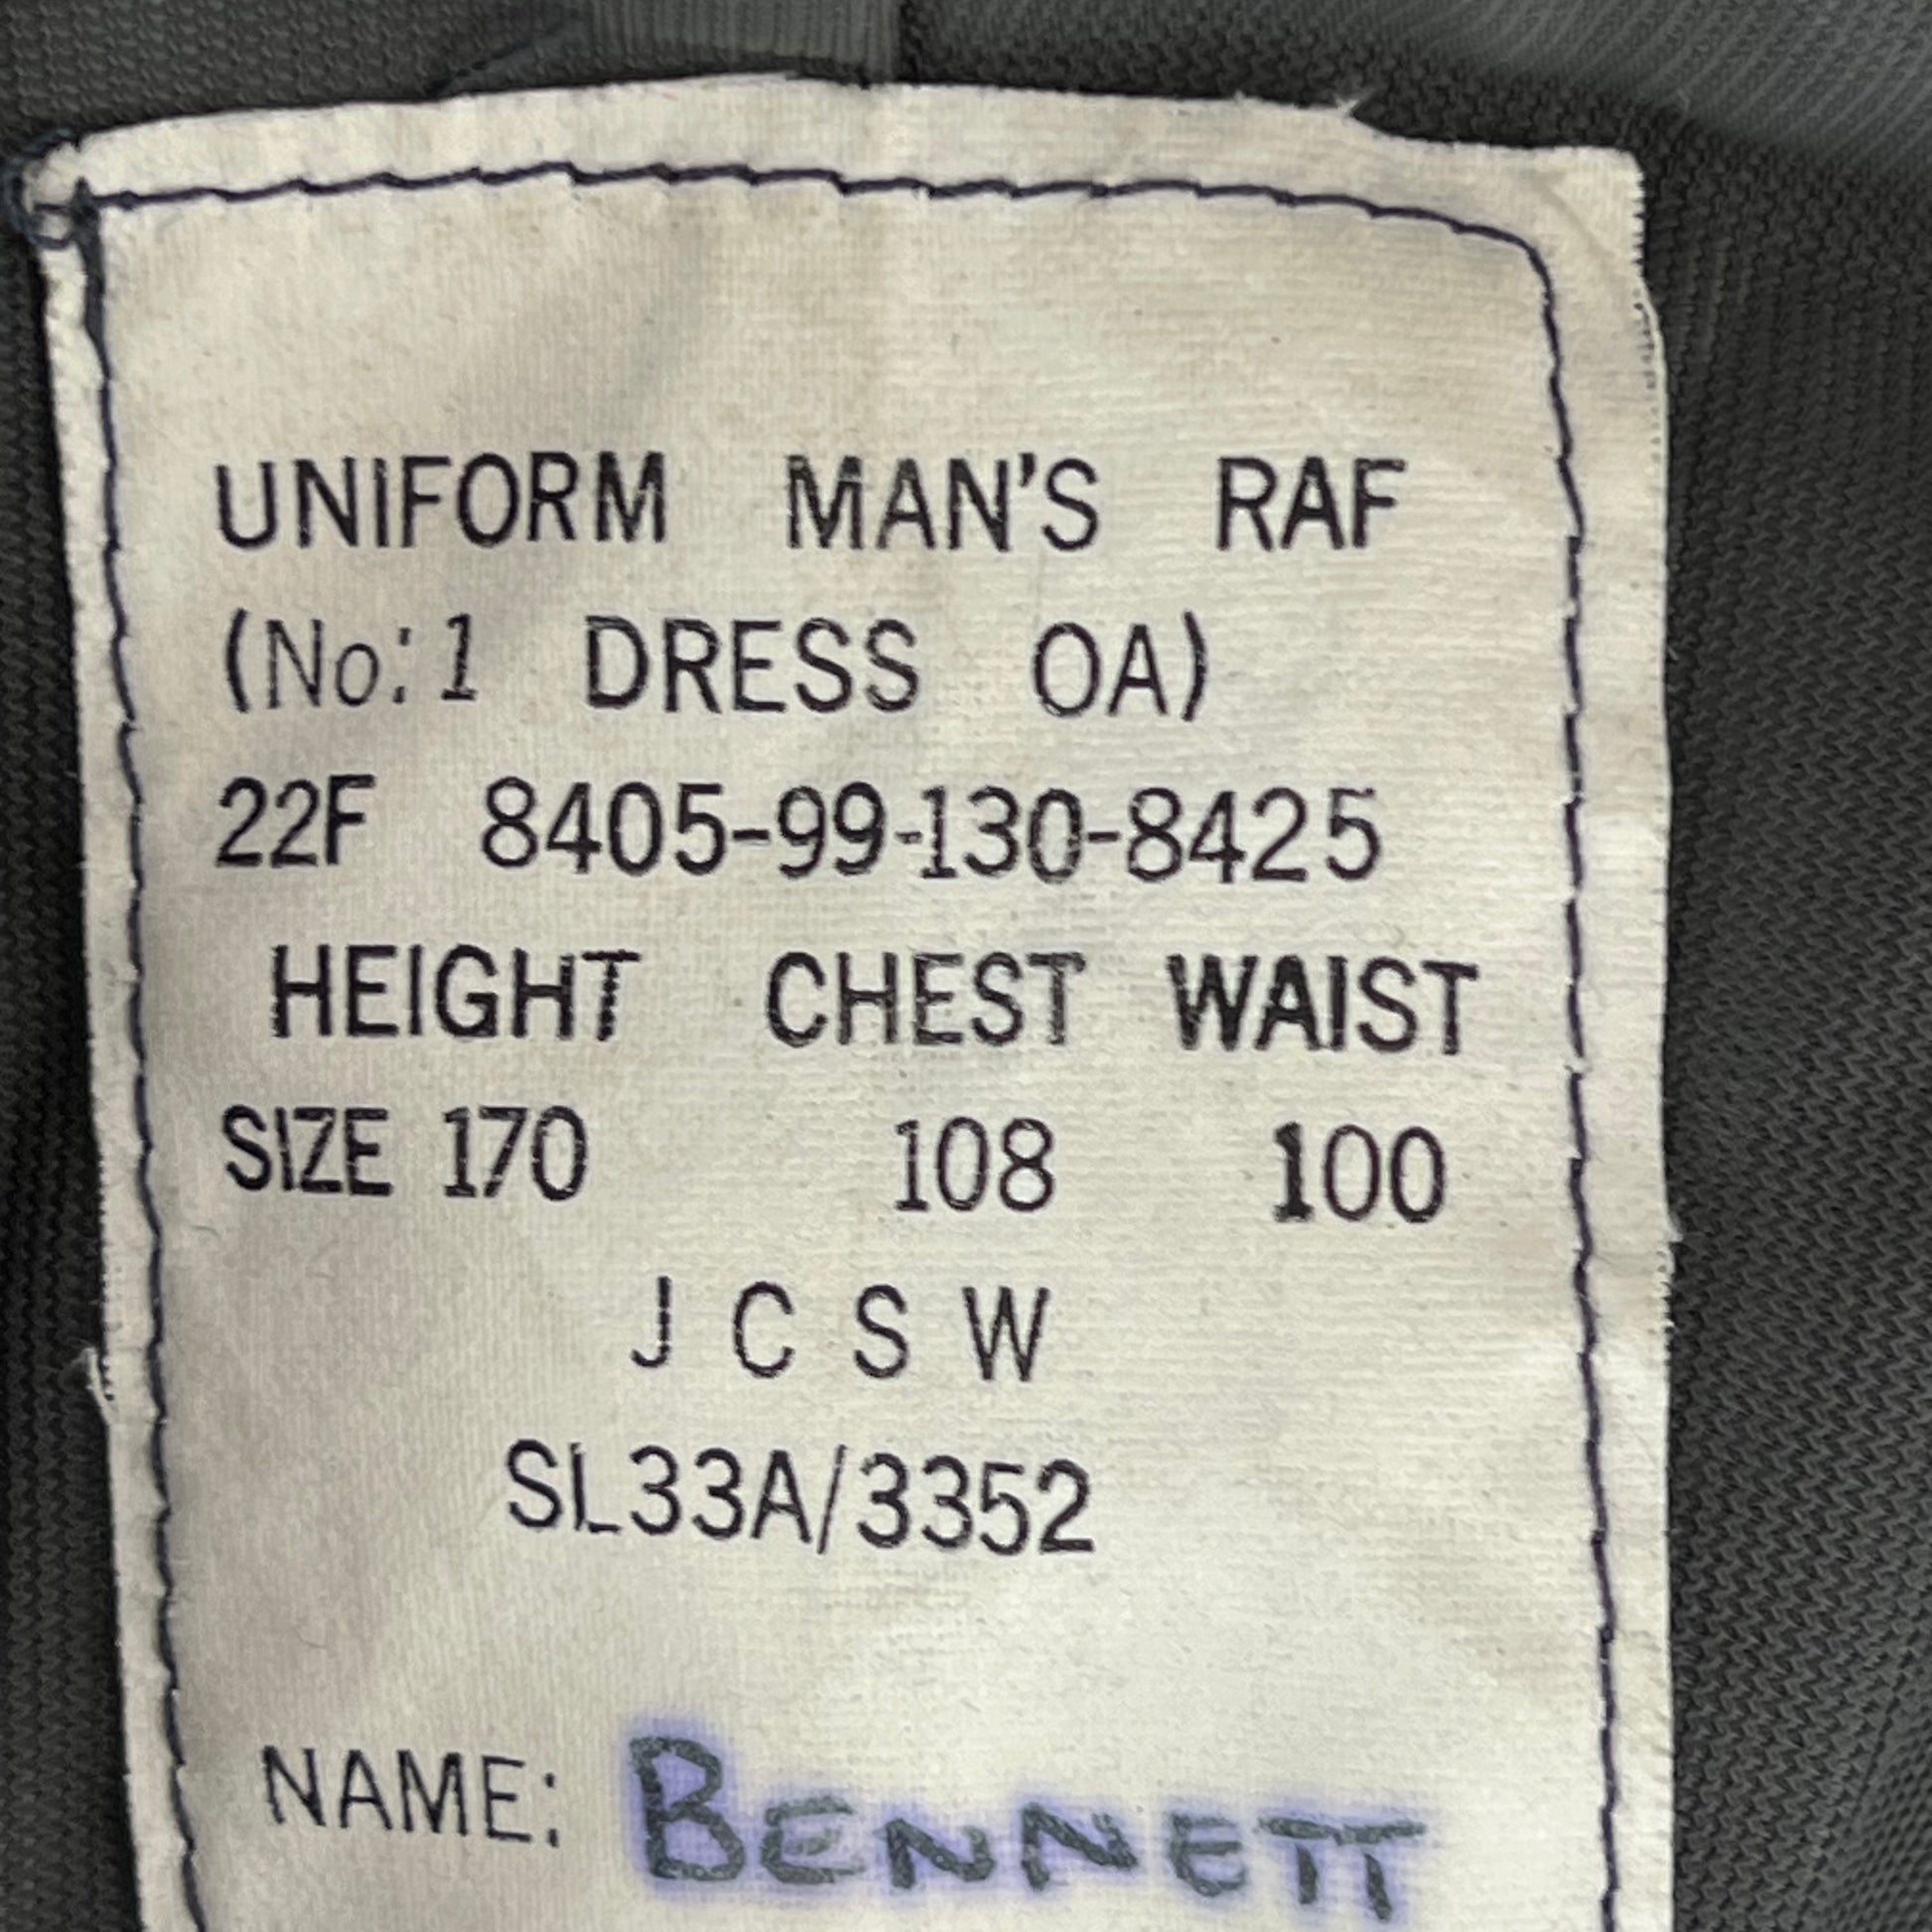 UNIFORM MAN'S RAF
(No:1 DRESS OA)
22F 8405-99-130-8425
HEIGHT CHEST WAIST
SIZE 170 108 100
J C S W
SL33A/3352
NAME: BENNETT